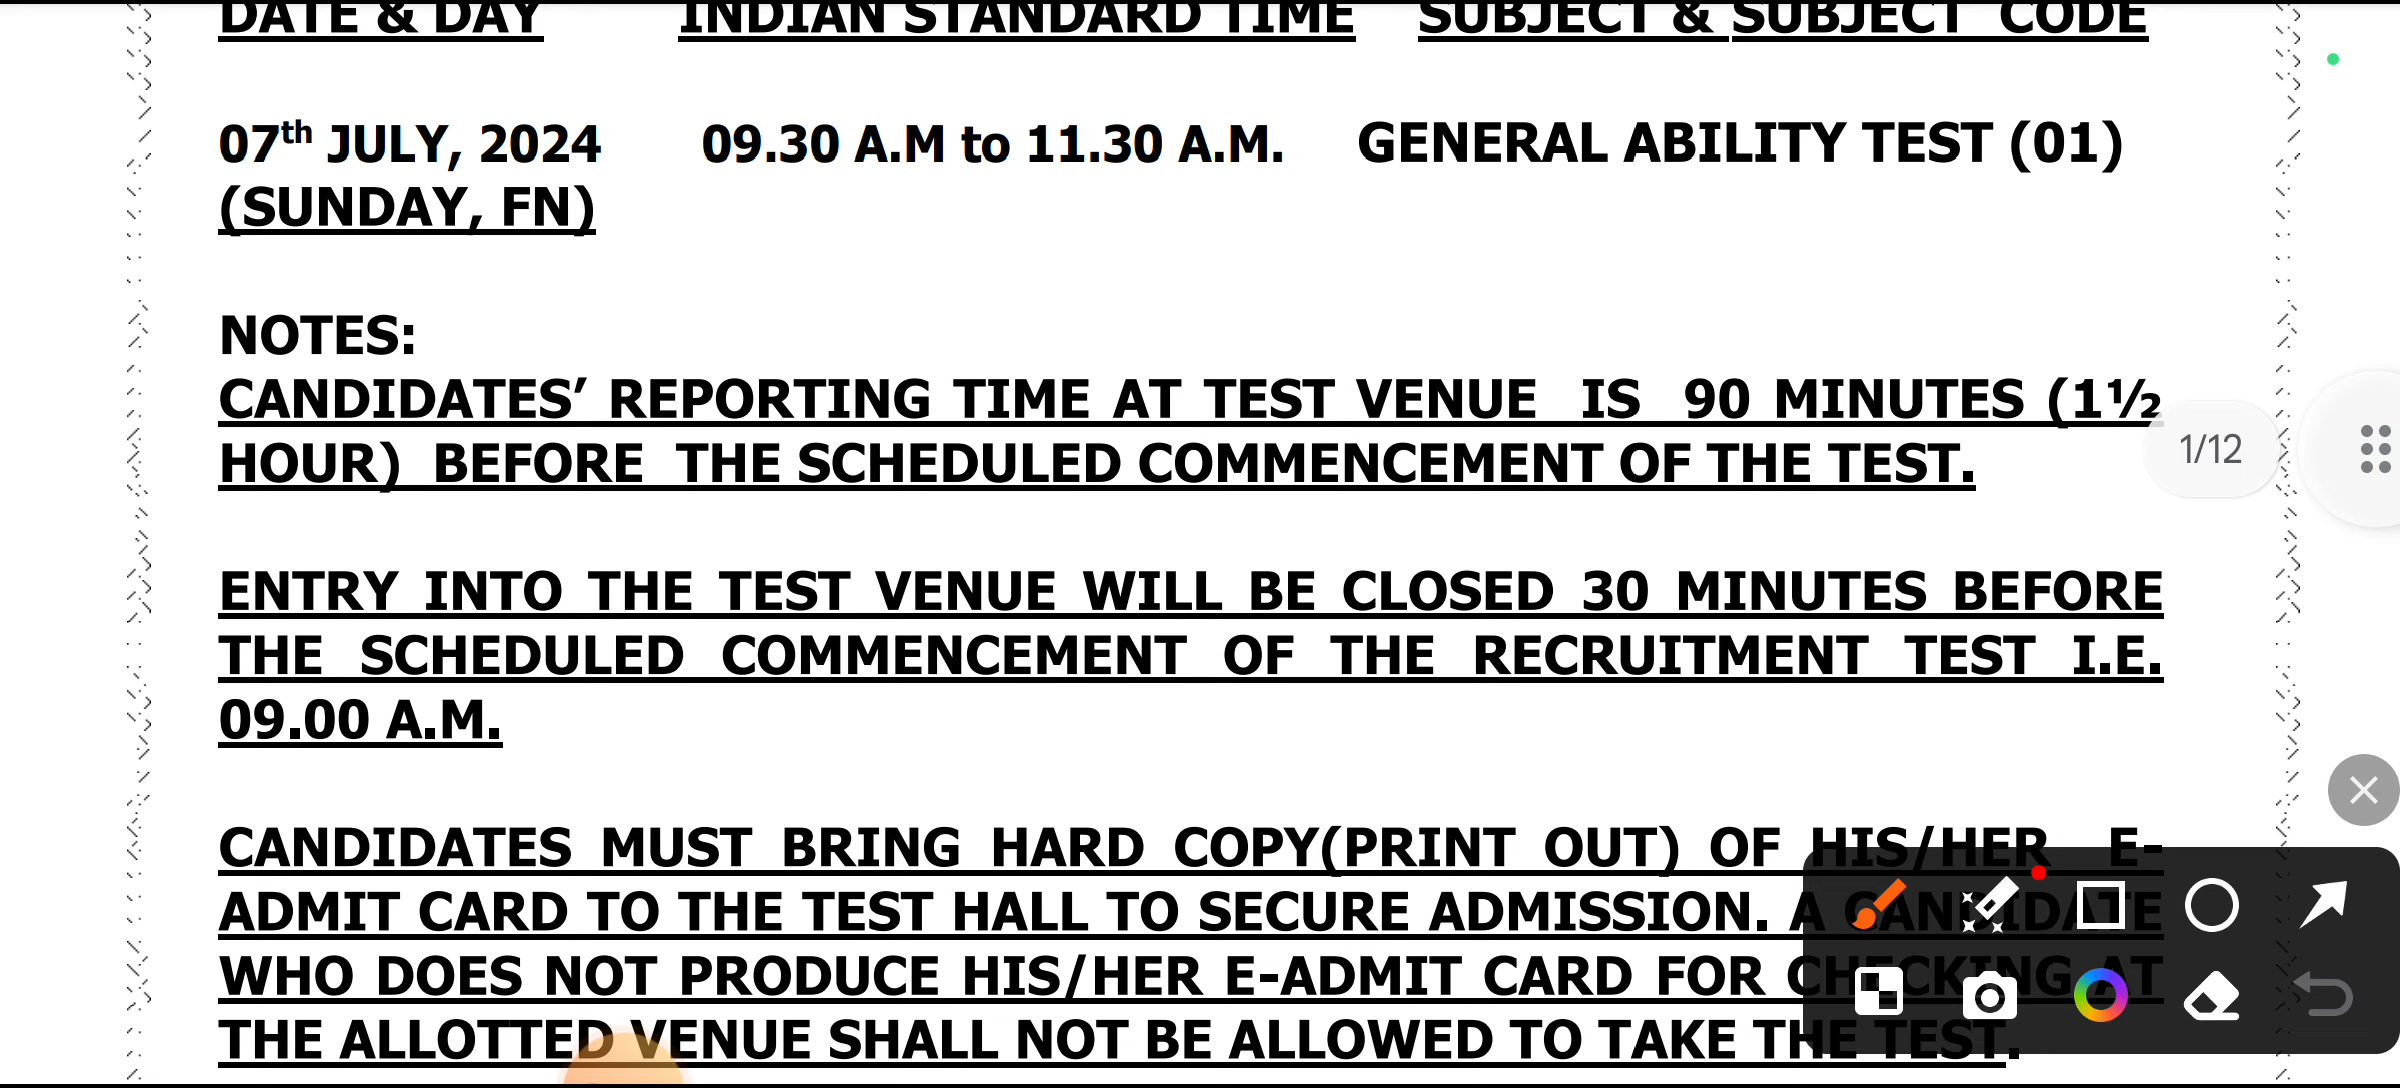 DATE & DAY INDIAN STANDARD TIME SUBJECT & SUBJECT CODE
07th JULY, 2024 09.30 A.M to 11.30 A.M. GENERAL ABILITY TEST (01)
(SUNDAY, FN)
NOTES:
CANDIDATES’ REPORTING TIME AT TEST VENUE IS 90 MINUTES (1½
HOUR) BEFORE THE SCHEDULED COMMENCEMENT OF THE TEST.
1/12
ENTRY INTO THE TEST VENUE WILL BE CLOSED 30 MINUTES BEFORE
THE SCHEDULED COMMENCEMENT OF THE RECRUITMENT TEST I.E.
09.00 A.M.
CANDIDATES MUST BRING HARD COPY(PRINT OUT) OF HIS/HER E-
ADMIT CARD TO THE TEST HALL TO SECURE ADMISSION. A CANDIDATE
WHO DOES NOT PRODUCE HIS/HER E-ADMIT CARD FOR CHECKING AT
THE ALLOTTED VENUE SHALL NOT BE ALLOWED TO TAKE THE TEST.